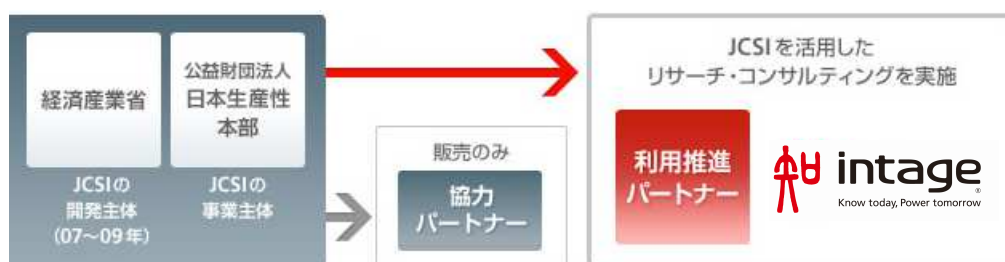 経済産業省
公益財団法人
日本生産性
本部
JCSIの
開発主体
(07～09年)
JCSIの
事業主体
販売のみ
協力
パートナー
JCSIを活用した
リサーチ・コンサルティングを実施
利用推進
パートナー
intage
Know today, Power tomorrow